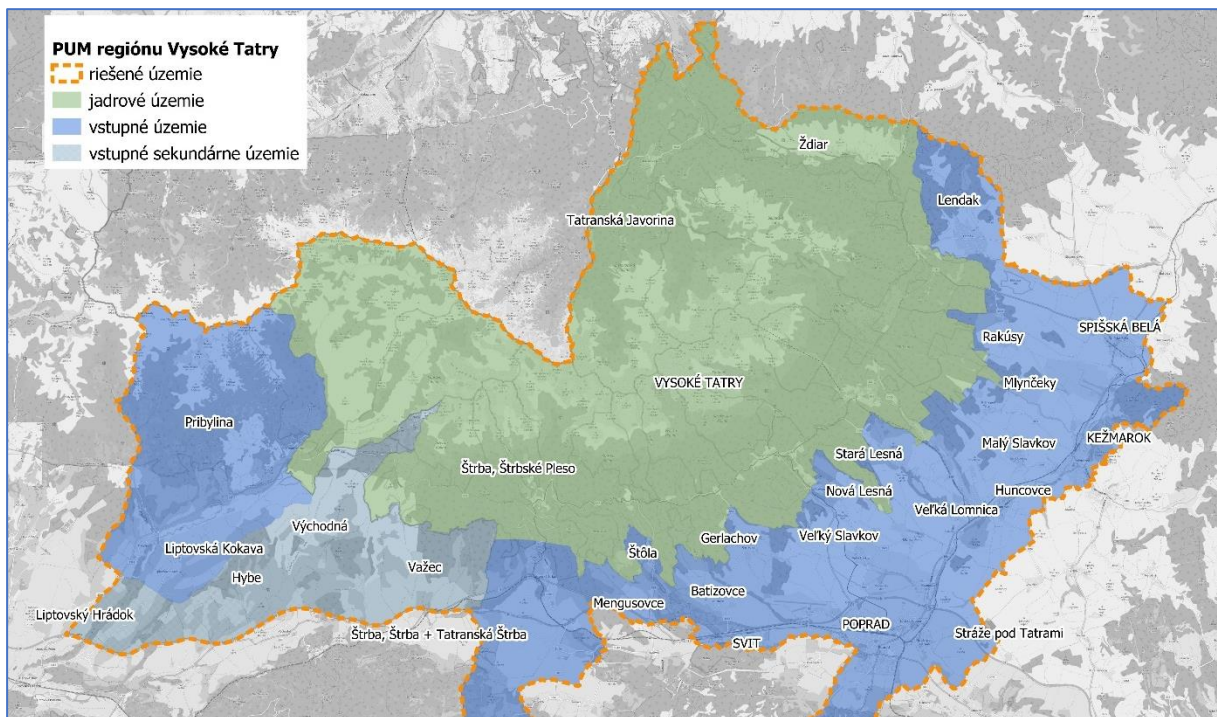 PUM regiónu Vysoké Tatry
riešené územie
jadrové územie
vstupné územie
vstupné sekundárne územie
Ždiar
Lendak
Tatranská Javorina
SPIŠSKÁ BELÁ
Rakúsy
VYSOKÉ TATRY
Mlynčeky
Pribylina
KEŽMAROK
Malý Slavkov
Stará Lesná
Štrba, Štrbské Pleso
Nová Lesná
Huncovce
Veľká Lomnica
Východná
Veľký Slavkov
Gerlachov
Liptovská Kokava
Štôla
Važec
Hybe
Batizovce
Mengusovce
Liptovský Hrádok
POPRAD
Štrba, Štrba + Tatranská Štrba
Stráže pod Tatrami
SVIT